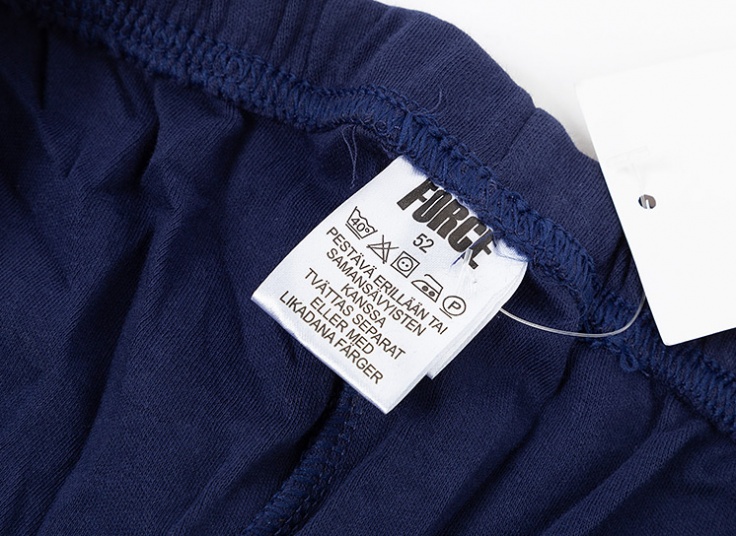 FORCE
52
40°
P
PESTÄVÄ ERILLÄÄN TAI
SAMANSÄVYISTEN
KANSSA
TVÄTTAS SEPARAT
ELLER MED
LIKADANA FÄRGER